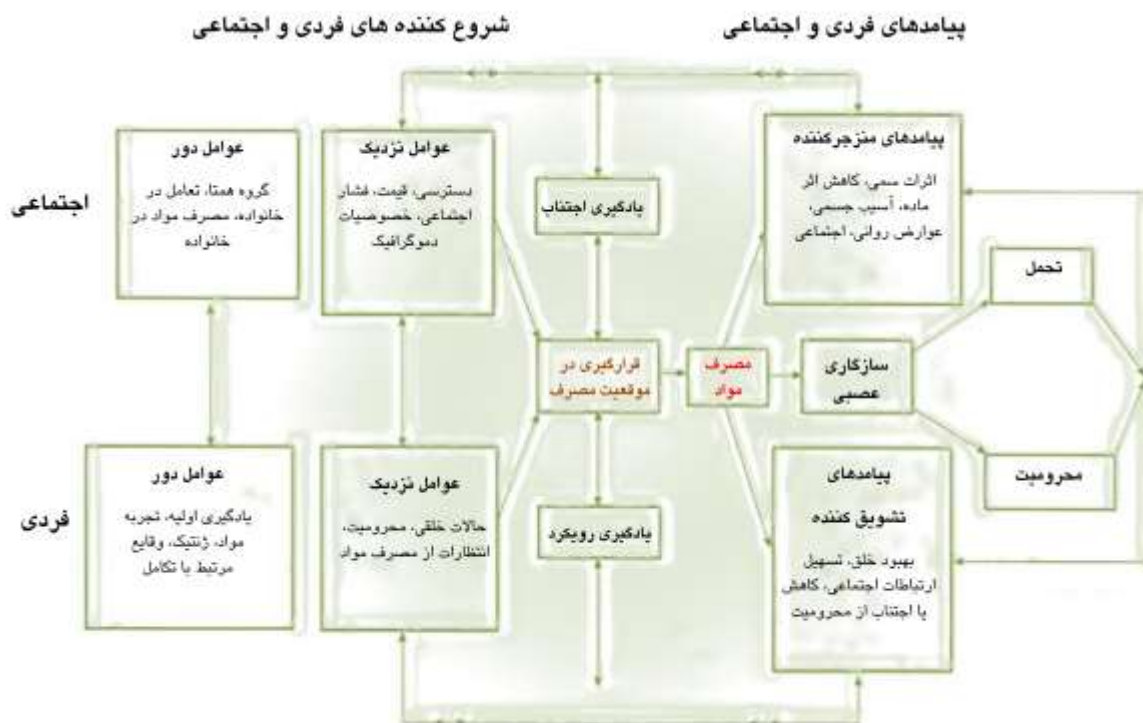 پیامدهای فردی و اجتماعی
شروع کننده های فردی و اجتماعی
پیامدهای منزجرکننده
اثرات سمی، کاهش اثر
ماده، آسیب جسمی،
عوارض روانی، اجتماعی
عوامل نزدیک
دسترسی، قیمت، فشار
اجتماعی، خصوصیات
دموگرافیک
عوامل دور
گروه همتا، تعامل در
خانواده، مصرف مواد در
خانواده
اجتماعی
یادگیری اجتناب
تحمل
سازگاری
عصبی
مصرف
مواد
قرارگیری در
موقعیت مصرف
محرومیت
پیامدهای
تشویق کننده
بهبود خلق، تسهیل
ارتباطات اجتماعی، کاهش
یا اجتناب از محرومیت
یادگیری رویکرد
عوامل نزدیک
حالات خلقی، محرومیت،
انتظارات از مصرف مواد
عوامل دور
یادگیری اولیه، تجربه
مواد، ژنتیک، وقایع
مرتبط با تکامل
فردی